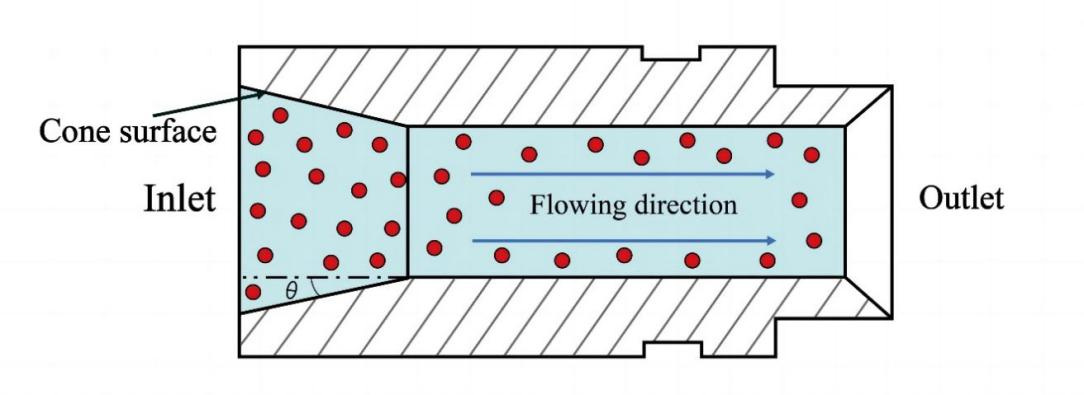 Cone surface
Inlet
Flowing direction
Outlet
θ